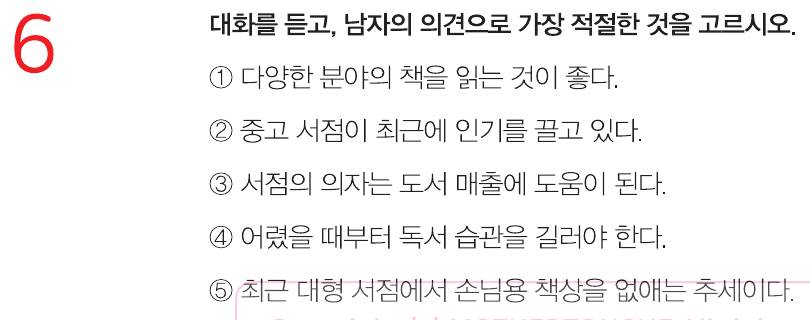 6
대화를 듣고, 남자의 의견으로 가장 적절한 것을 고르시오.
① 다양한 분야의 책을 읽는 것이 좋다.
② 중고 서점이 최근에 인기를 끌고 있다.
③ 서점의 의자는 도서 매출에 도움이 된다.
④ 어렸을 때부터 독서 습관을 길러야 한다.
⑤ 최근 대형 서점에서 손님용 책상을 없애는 추세이다.